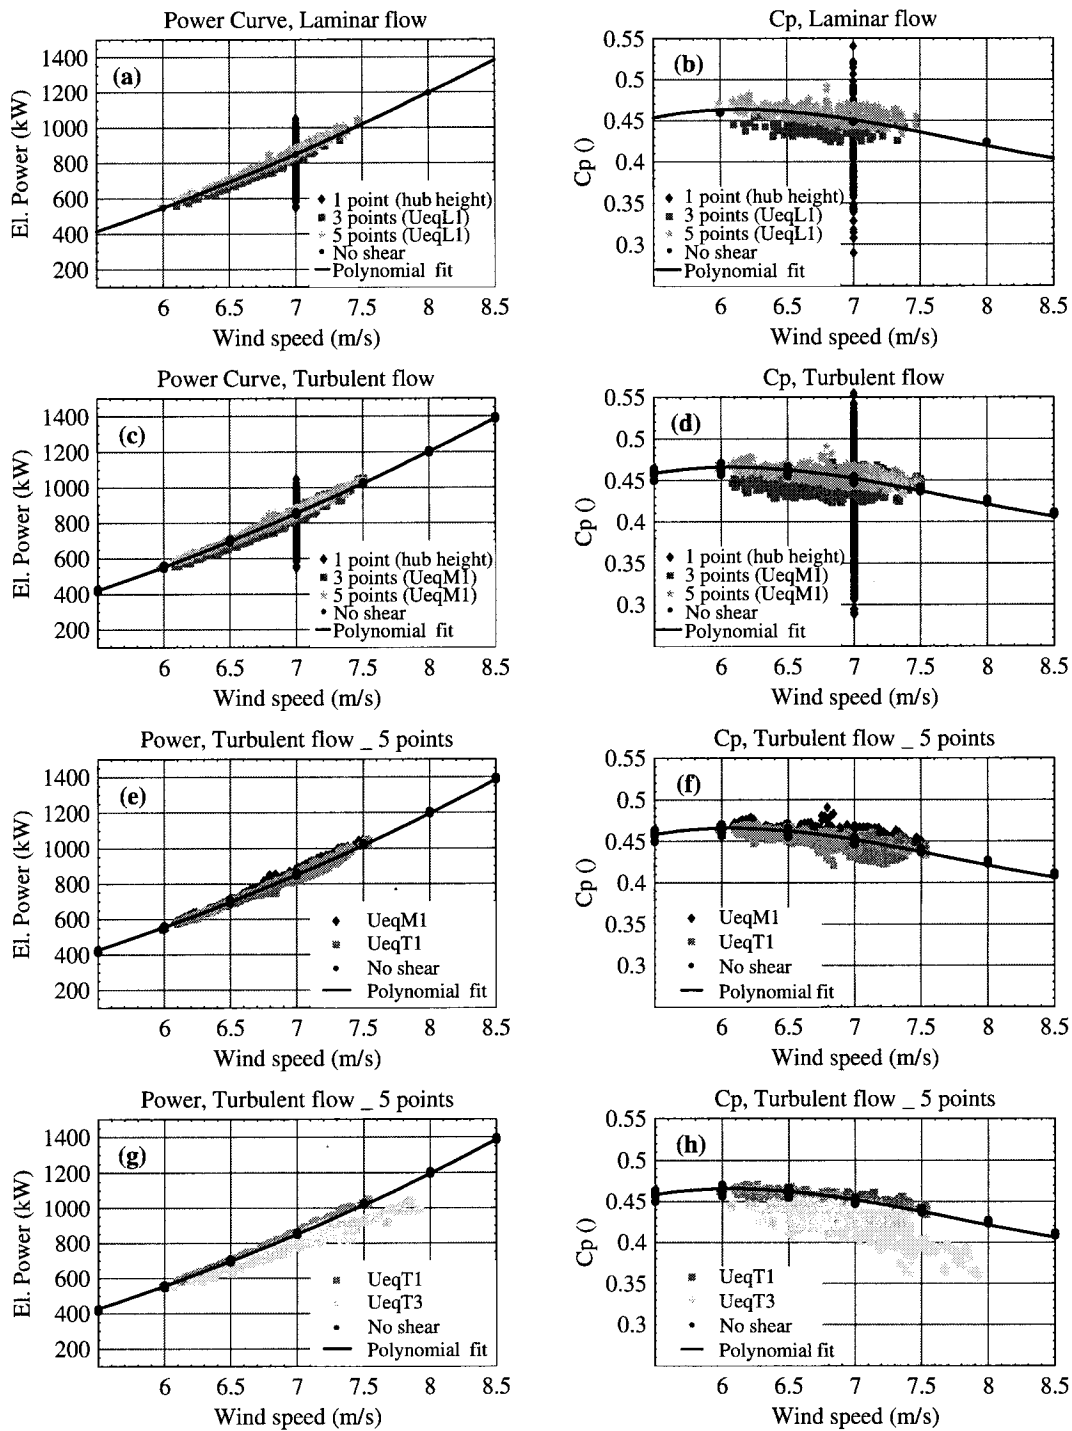 Power Curve, Laminar flow
(a)
El. Power (kW)
1400
1200
1000
800
600
400
200
1 point (hub height)
3 points (UeqL1)
5 points (UeqL1)
No shear
Polynomial fit
6 6.5 7 7.5 8 8.5
Wind speed (m/s)
Cp, Laminar flow
(b)
Cp ()
0.55
0.5
0.45
0.4
0.35
0.3
1 point (hub height)
3 points (UeqL1)
5 points (UeqL1)
No shear
Polynomial fit
6 6.5 7 7.5 8 8.5
Wind speed (m/s)
Power Curve, Turbulent flow
(c)
El. Power (kW)
1400
1200
1000
800
600
400
200
1 point (hub height)
3 points (UeqM1)
5 points (UeqM1)
No shear
Polynomial fit
6 6.5 7 7.5 8 8.5
Wind speed (m/s)
Cp, Turbulent flow
(d)
Cp ()
0.55
0.5
0.45
0.4
0.35
0.3
1 point (hub height)
3 points (UeqM1)
5 points (UeqM1)
No shear
Polynomial fit
6 6.5 7 7.5 8 8.5
Wind speed (m/s)
Power, Turbulent flow _ 5 points
(e)
El. Power (kW)
1400
1200
1000
800
600
400
200
UeqM1
UeqT1
No shear
Polynomial fit
6 6.5 7 7.5 8 8.5
Wind speed (m/s)
Cp, Turbulent flow _ 5 points
(f)
Cp ()
0.55
0.5
0.45
0.4
0.35
0.3
UeqM1
UeqT1
No shear
Polynomial fit
6 6.5 7 7.5 8 8.5
Wind speed (m/s)
Power, Turbulent flow _ 5 points
(g)
El. Power (kW)
1400
1200
1000
800
600
400
200
UeqT1
UeqT3
No shear
Polynomial fit
6 6.5 7 7.5 8 8.5
Wind speed (m/s)
Cp, Turbulent flow _ 5 points
(h)
Cp ()
0.55
0.5
0.45
0.4
0.35
0.3
UeqT1
UeqT3
No shear
Polynomial fit
6 6.5 7 7.5 8 8.5
Wind speed (m/s)